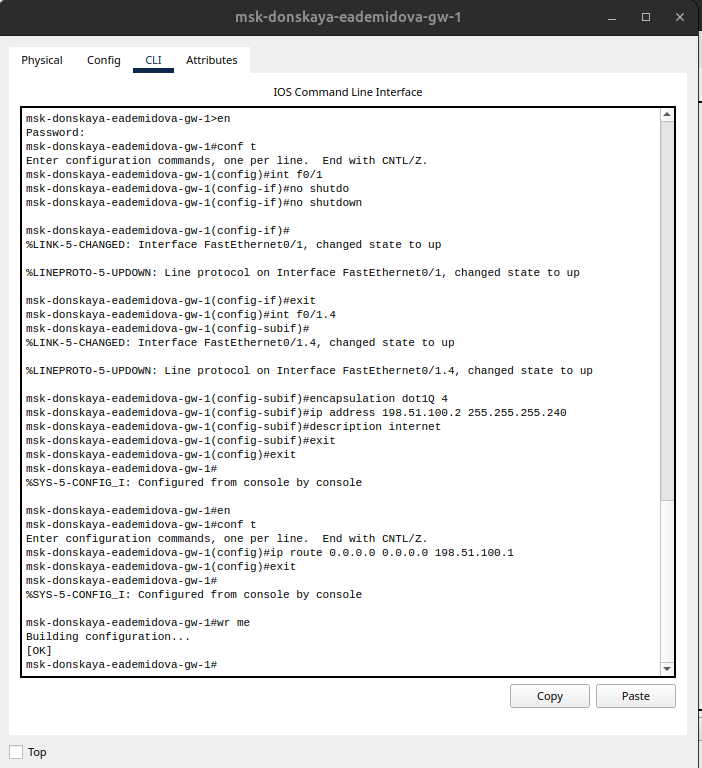 msk-donskaya-eademidova-gw-1
Physical Config CLI Attributes
IOS Command Line Interface
msk-donskaya-eademidova-gw-1>en
Password:
msk-donskaya-eademidova-gw-1#conf t
Enter configuration commands, one per line.  End with CNTL/Z.
msk-donskaya-eademidova-gw-1(config)#int f0/1
msk-donskaya-eademidova-gw-1(config-if)#no shutdo
msk-donskaya-eademidova-gw-1(config-if)#no shutdown
msk-donskaya-eademidova-gw-1(config-if)#
%LINK-5-CHANGED: Interface FastEthernet0/1, changed state to up
%LINEPROTO-5-UPDOWN: Line protocol on Interface FastEthernet0/1, changed state to up
msk-donskaya-eademidova-gw-1(config-if)#exit
msk-donskaya-eademidova-gw-1(config)#int f0/1.4
msk-donskaya-eademidova-gw-1(config-subif)#
%LINK-5-CHANGED: Interface FastEthernet0/1.4, changed state to up
%LINEPROTO-5-UPDOWN: Line protocol on Interface FastEthernet0/1.4, changed state to up
msk-donskaya-eademidova-gw-1(config-subif)#encapsulation dot1Q 4
msk-donskaya-eademidova-gw-1(config-subif)#ip address 198.51.100.2 255.255.255.240
msk-donskaya-eademidova-gw-1(config-subif)#description internet
msk-donskaya-eademidova-gw-1(config-subif)#exit
msk-donskaya-eademidova-gw-1(config)#exit
msk-donskaya-eademidova-gw-1#
%SYS-5-CONFIG_I: Configured from console by console
msk-donskaya-eademidova-gw-1#en
msk-donskaya-eademidova-gw-1#conf t
Enter configuration commands, one per line.  End with CNTL/Z.
msk-donskaya-eademidova-gw-1(config)#ip route 0.0.0.0 0.0.0.0 198.51.100.1
msk-donskaya-eademidova-gw-1(config)#exit
msk-donskaya-eademidova-gw-1#
%SYS-5-CONFIG_I: Configured from console by console
msk-donskaya-eademidova-gw-1#wr me
Building configuration...
[OK]
msk-donskaya-eademidova-gw-1#
Copy Paste
Top